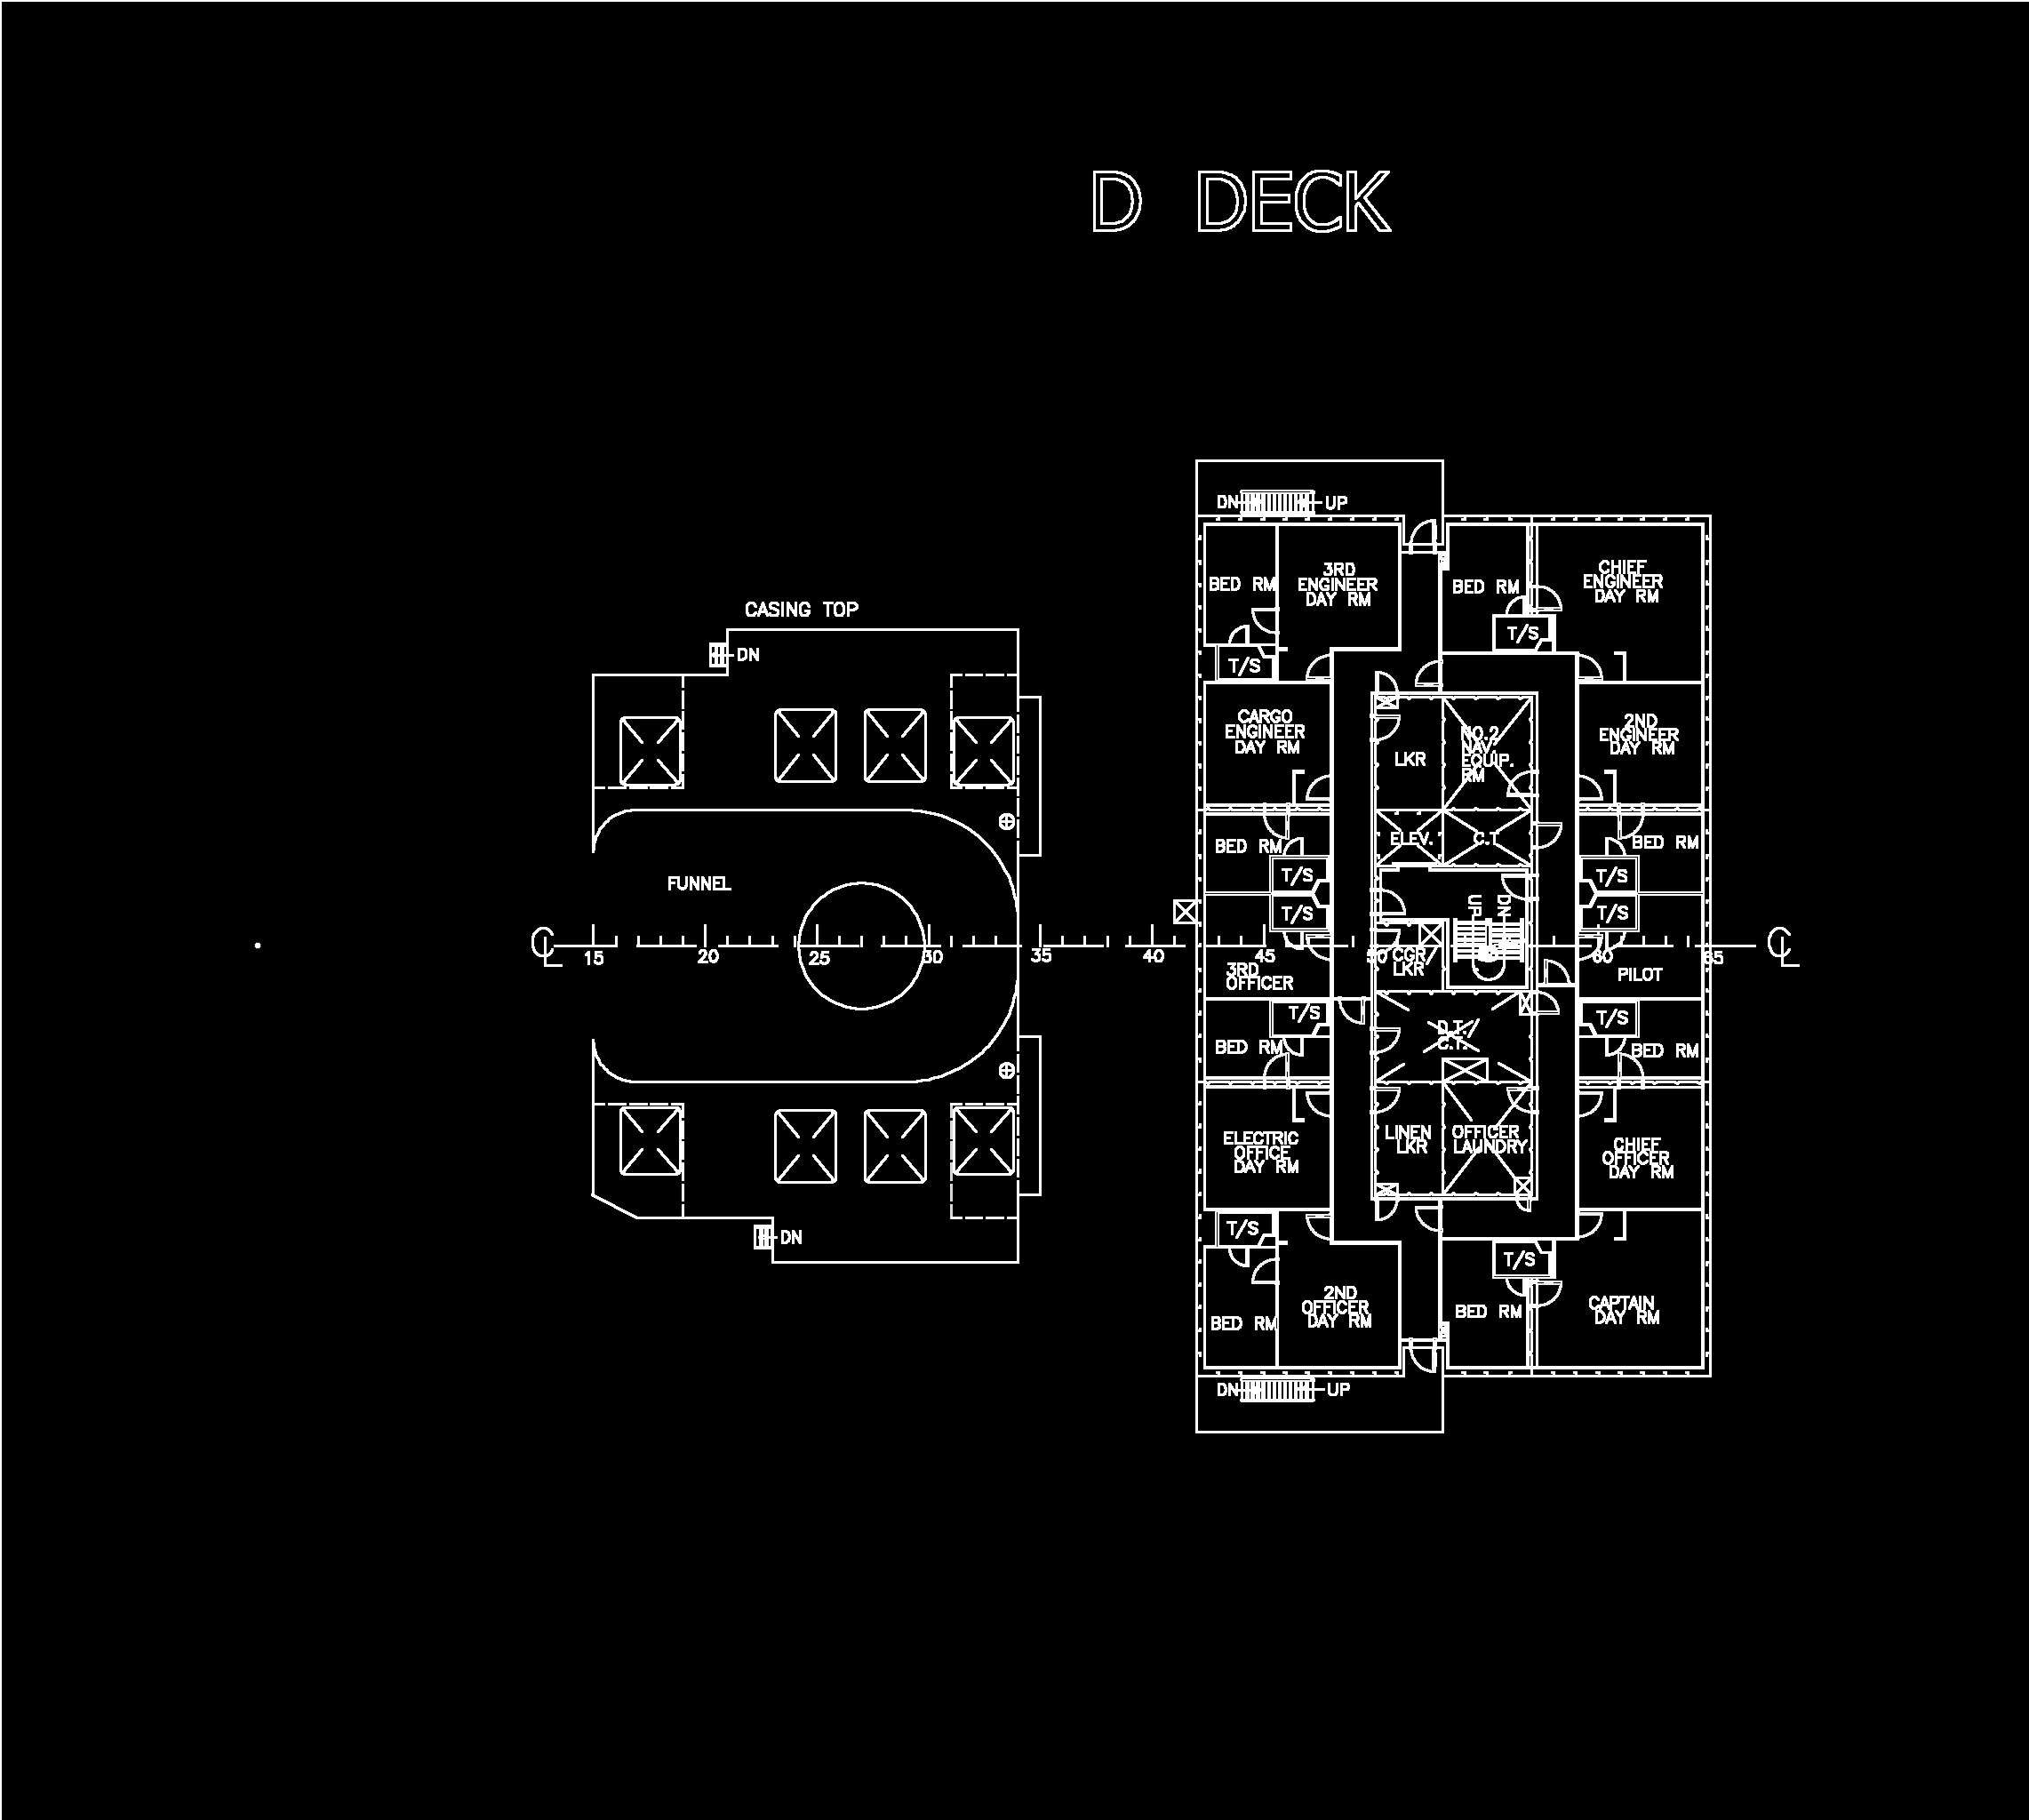 D DECK
DN UP
3RD
ENGINEER
DAY RM
BED RM
BED RM
CHIEF
ENGINEER
DAY RM
CASING TOP
DN
T/S
T/S
CARGO
ENGINEER
DAY RM
LKR
NO.2
NAV.
EQUIP.
RM
2ND
ENGINEER
DAY RM
BED RM
ELEV.
C.T
BED RM
FUNNEL
T/S
T/S
T/S
T/S
UP
DN
15 20 25 30 35 40 45 50 60 65
3RD
OFFICER
CGR/
LKR
PILOT
T/S
T/S
BED RM
D.T./
C.T.
BED RM
ELECTRIC
OFFICE
DAY RM
LINEN
LKR
OFFICER
LAUNDRY
CHIEF
OFFICER
DAY RM
T/S
T/S
DN
2ND
OFFICER
DAY RM
BED RM
BED RM
CAPTAIN
DAY RM
DN UP